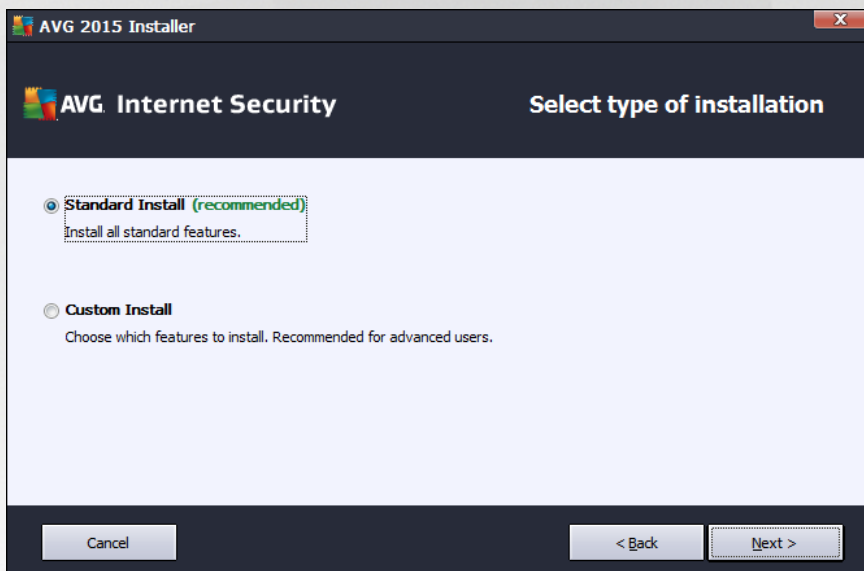 AVG 2015 Installer
AVG. Internet Security
Select type of installation
Standard Install (recommended)
Install all standard features.
Custom Install
Choose which features to install. Recommended for advanced users.
Cancel
< Back
Next >